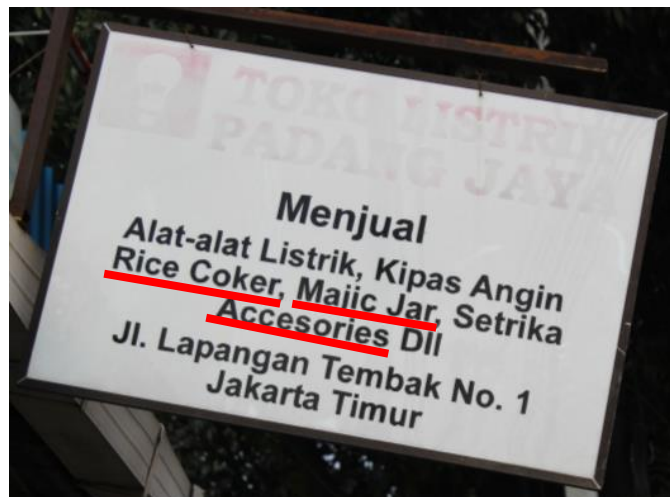 TOKO LISTRIK
PADANG JAYA
Menjual
Alat-alat Listrik, Kipas Angin
Rice Coker, Majic Jar, Setrika
Accesories Dll
Jl. Lapangan Tembak No. 1
Jakarta Timur